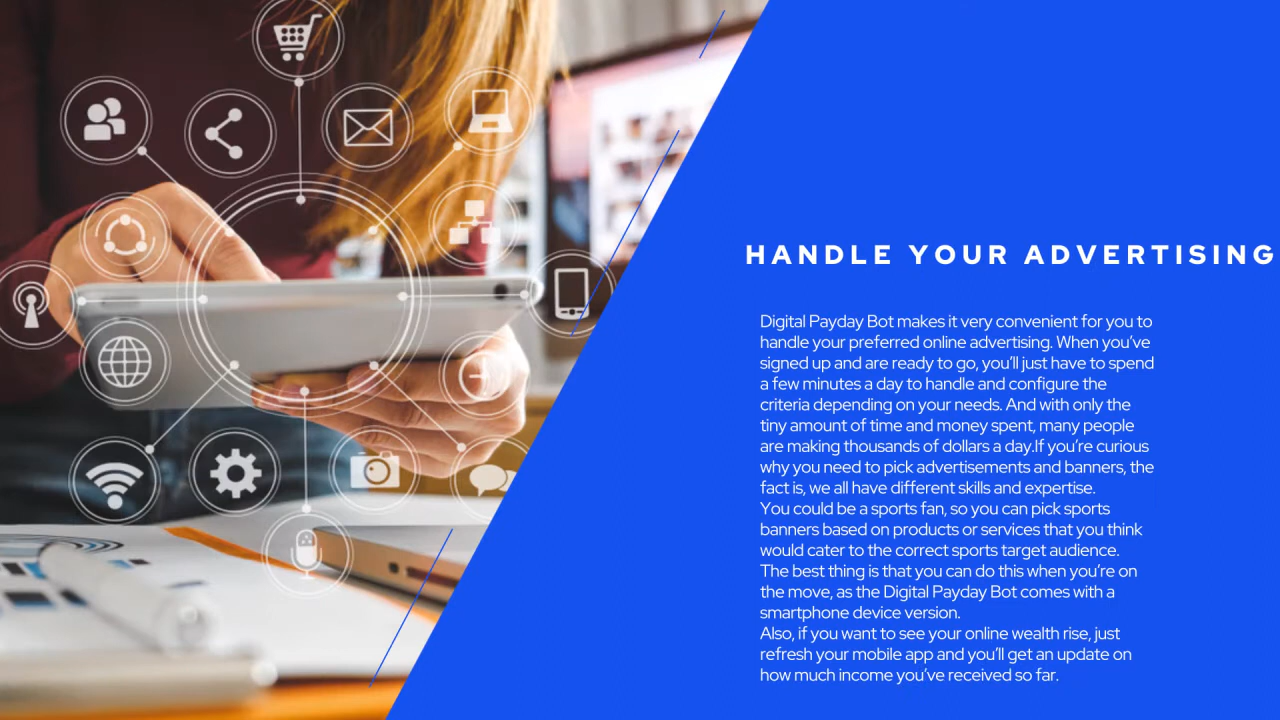 HANDLE YOUR ADVERTISING
Digital Payday Bot makes it very convenient for you to
handle your preferred online advertising. When you've
signed up and are ready to go, you'll just have to spend
a few minutes a day to handle and configure the
criteria depending on your needs. And with only the
tiny amount of time and money spent, many people
are making thousands of dollars a day.If you're curious
why you need to pick advertisements and banners, the
fact is, we all have different skills and expertise.
You could be a sports fan, so you can pick sports
banners based on products or services that you think
would cater to the correct sports target audience.
The best thing is that you can do this when you're on
the move, as the Digital Payday Bot comes with a
smartphone device version.
Also, if you want to see your online wealth rise, just
refresh your mobile app and you'll get an update on
how much income you've received so far.